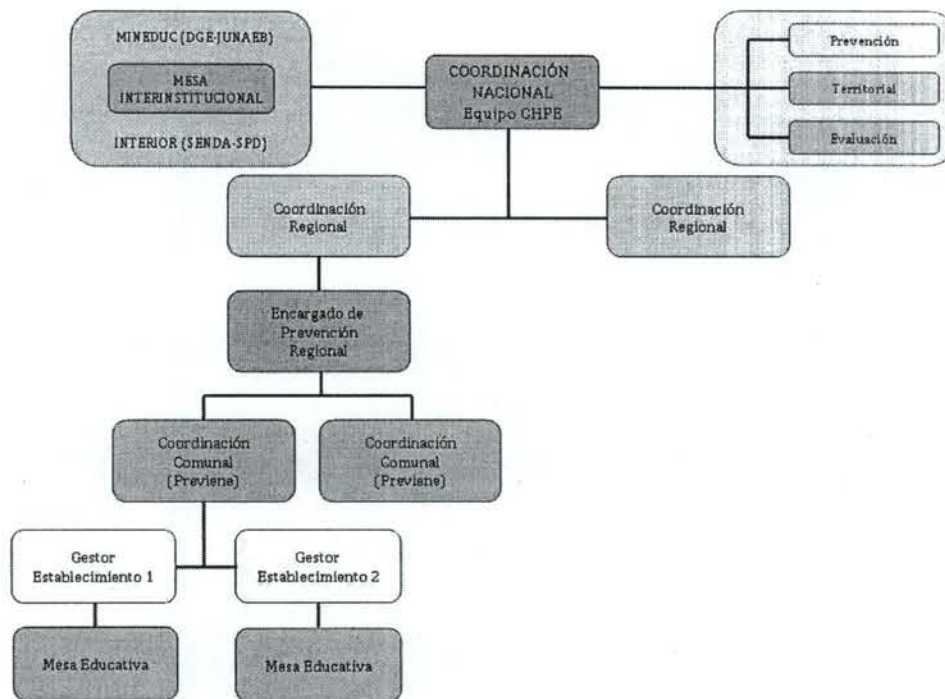 MINEDUC (DGE-JUNAEB)
MESA
INTERINSTITUCIONAL
INTERIOR (SENDA-SPD)
COORDINACIÓN
NACIONAL
Equipo CHPE
Prevención
Territorial
Evaluación
Coordinación
Regional
Coordinación
Regional
Encargado de
Prevención
Regional
Coordinación
Comunal
(Previene)
Coordinación
Comunal
(Previene)
Gestor
Establecimiento 1
Gestor
Establecimiento 2
Mesa Educativa
Mesa Educativa